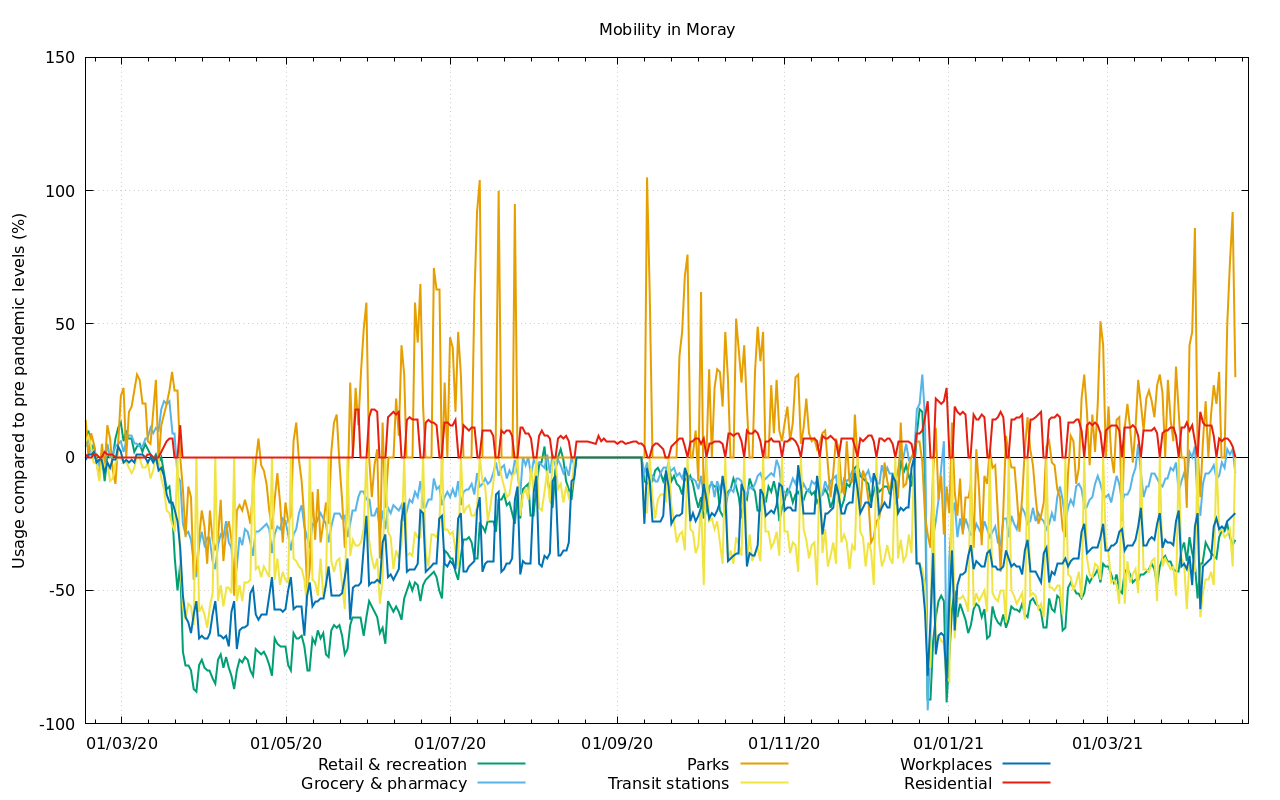 Mobility in Moray
Usage compared to pre pandemic levels (%)
150
100
50
0
-50
-100
01/03/20 01/05/20 01/07/20 01/09/20 01/11/20 01/01/21 01/03/21
Retail & recreation Parks Workplaces
Grocery & pharmacy Transit stations Residential